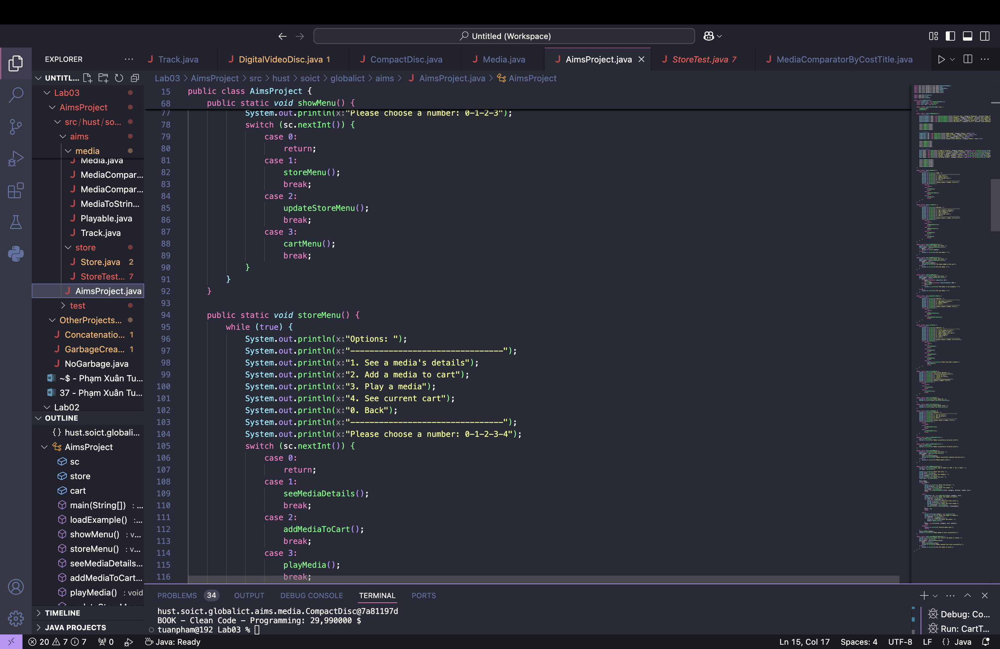 Untitled (Workspace)
EXPLORER
Track.java
DigitalVideoDisc.java 1
CompactDisc.java
Media.java
AimsProject.java
StoreTest.java 7
MediaComparatorByCostTitle.java
UNTITL...
Lab03 > AimsProject > src > hust > soict > globalict > aims > AimsProject.java > AimsProject
Lab03
AimsProject
src/hust/so...
aims
media
Media.java
MediaCompar...
MediaCompar...
MediaToStrin...
Playable.java
Track.java
store
Store.java 2
StoreTest... 7
AimsProject.java
test
OtherProjects...
Concatenatio... 1
GarbageCrea... 1
NoGarbage.java
~$ - Phạm Xuân Tu...
37 - Phạm Xuân Tu...
Lab02
OUTLINE
hust.soict.globali...
AimsProject
sc
store
cart
main(String[]) : ...
loadExample() :...
showMenu() : v...
storeMenu() : v...
seeMediaDetails...
addMediaToCart...
playMedia() : void
TIMELINE
JAVA PROJECTS
15 public class AimsProject {
68 public static void showMenu() {
77 System.out.println(x:"Please choose a number: 0-1-2-3");
78 switch (sc.nextInt()) {
79 case 0:
80 return;
81 case 1:
82 storeMenu();
83 break;
84 case 2:
85 updateStoreMenu();
86 break;
87 case 3:
88 cartMenu();
89 break;
90 }
91 }
92 }
93
94 public static void storeMenu() {
95 while (true) {
96 System.out.println(x:"Options: ");
97 System.out.println(x:"--------------------------------");
98 System.out.println(x:"1. See a media's details");
99 System.out.println(x:"2. Add a media to cart");
100 System.out.println(x:"3. Play a media");
101 System.out.println(x:"4. See current cart");
102 System.out.println(x:"0. Back");
103 System.out.println(x:"--------------------------------");
104 System.out.println(x:"Please choose a number: 0-1-2-3-4");
105 switch (sc.nextInt()) {
106 case 0:
107 return;
108 case 1:
109 seeMediaDetails();
110 break;
111 case 2:
112 addMediaToCart();
113 break;
114 case 3:
115 playMedia();
116 break;
PROBLEMS 34 OUTPUT DEBUG CONSOLE TERMINAL PORTS
hust.soict.globalict.aims.media.CompactDisc@7a81197d
BOOK - Clean Code - Programming: 29,990000 $
tuanpham@192 Lab03 %
Debug: Co...
Run: CartT...
20 7 7 0 Java: Ready
Ln 15, Col 17 Spaces: 4 UTF-8 LF {} Java